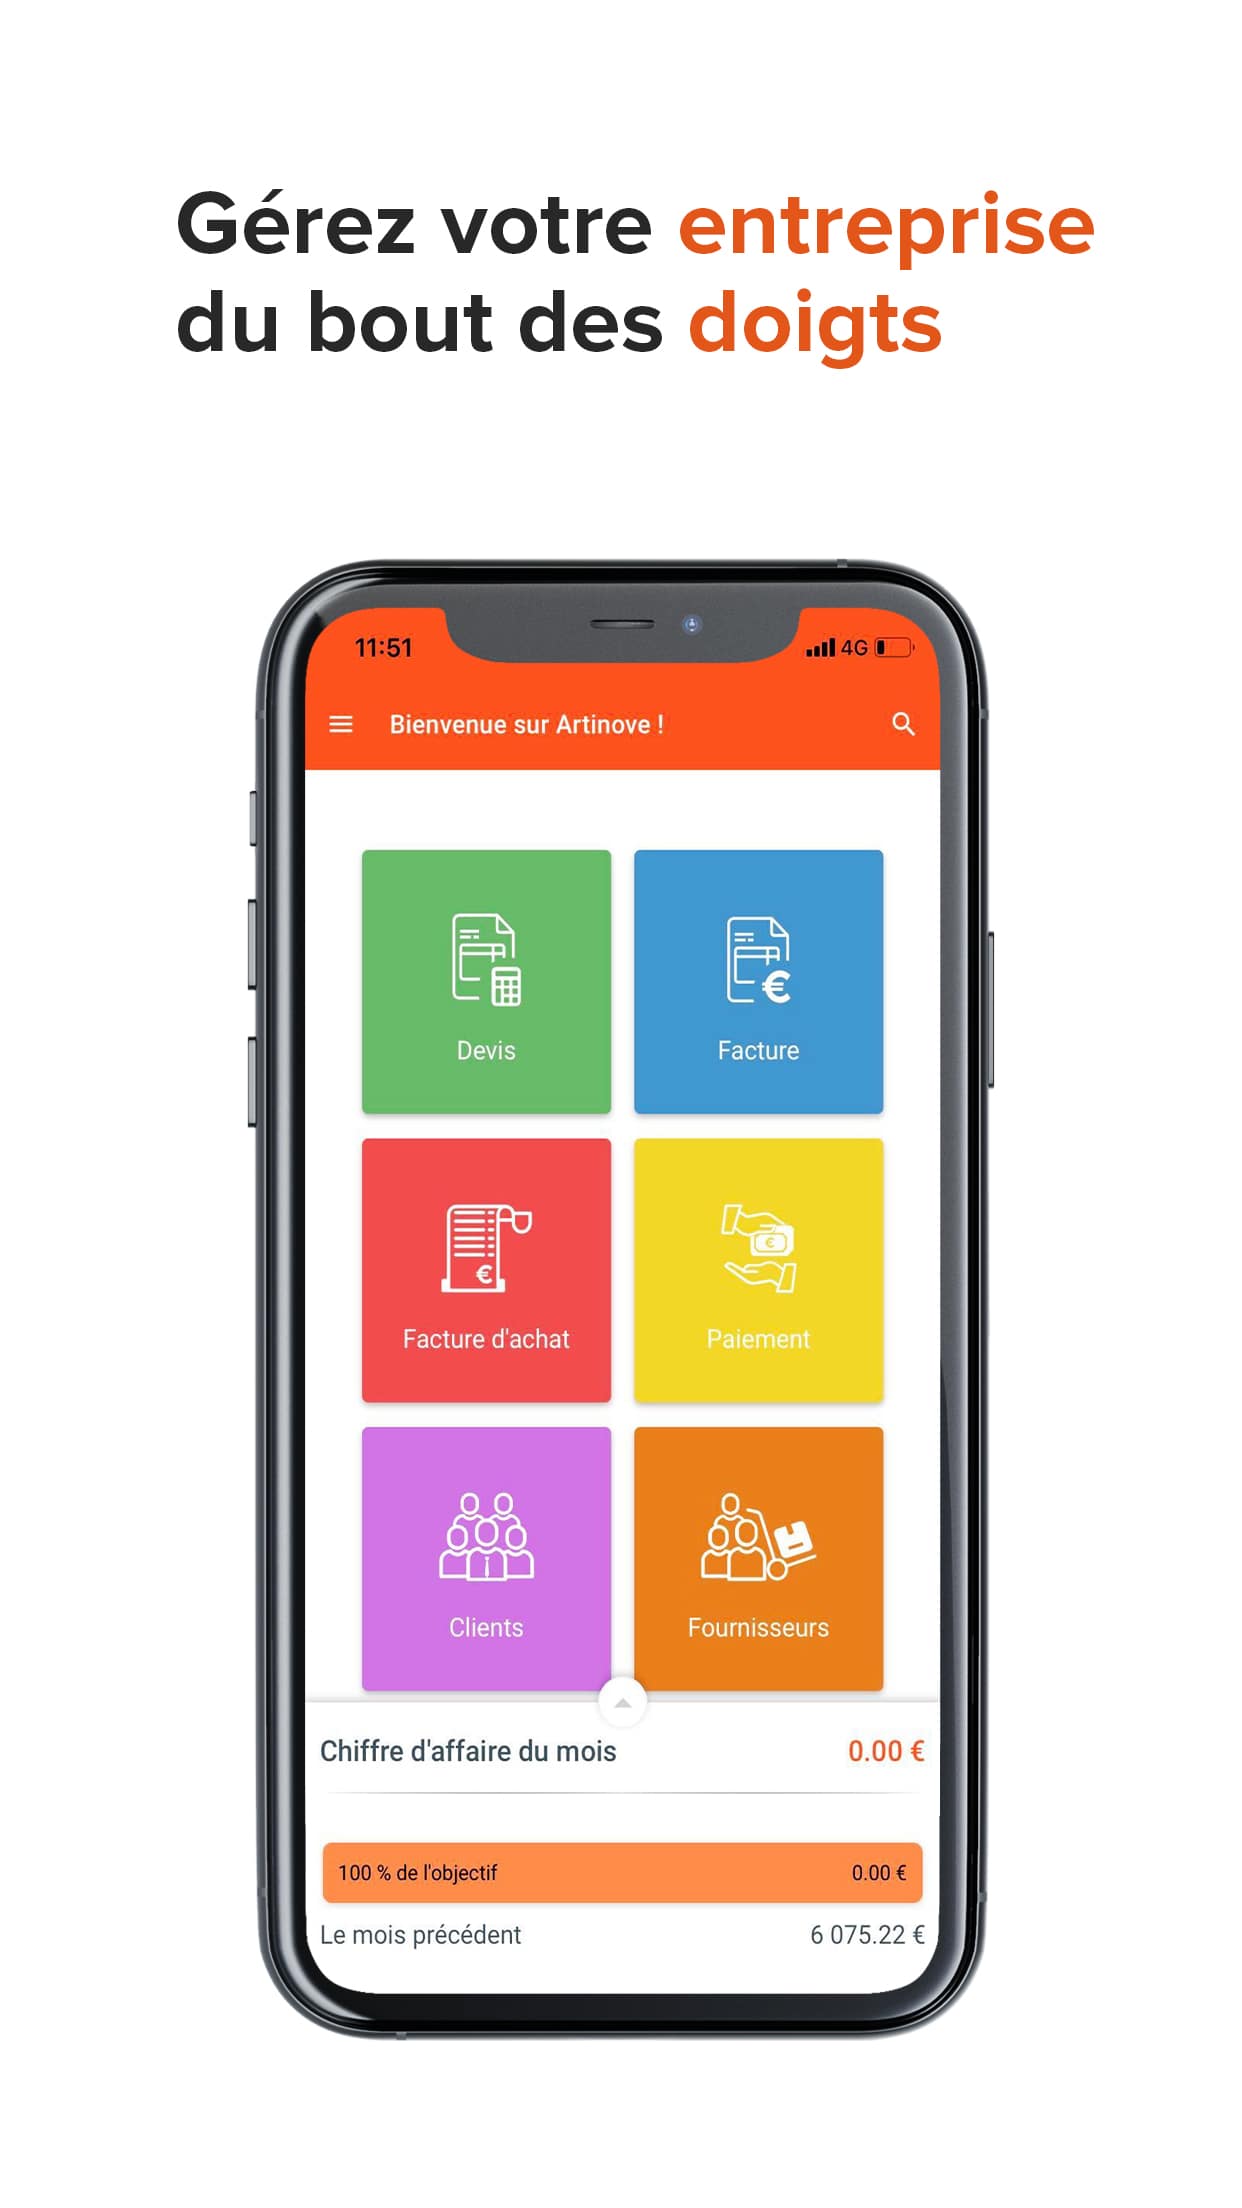 Gérez votre entreprise
du bout des doigts
11:51
4G
Bienvenue sur Artinove !
Devis
Facture
Facture d'achat
Paiement
Clients
Fournisseurs
Chiffre d'affaire du mois 0.00 €
100 % de l'objectif 0.00 €
Le mois précédent 6 075.22 €